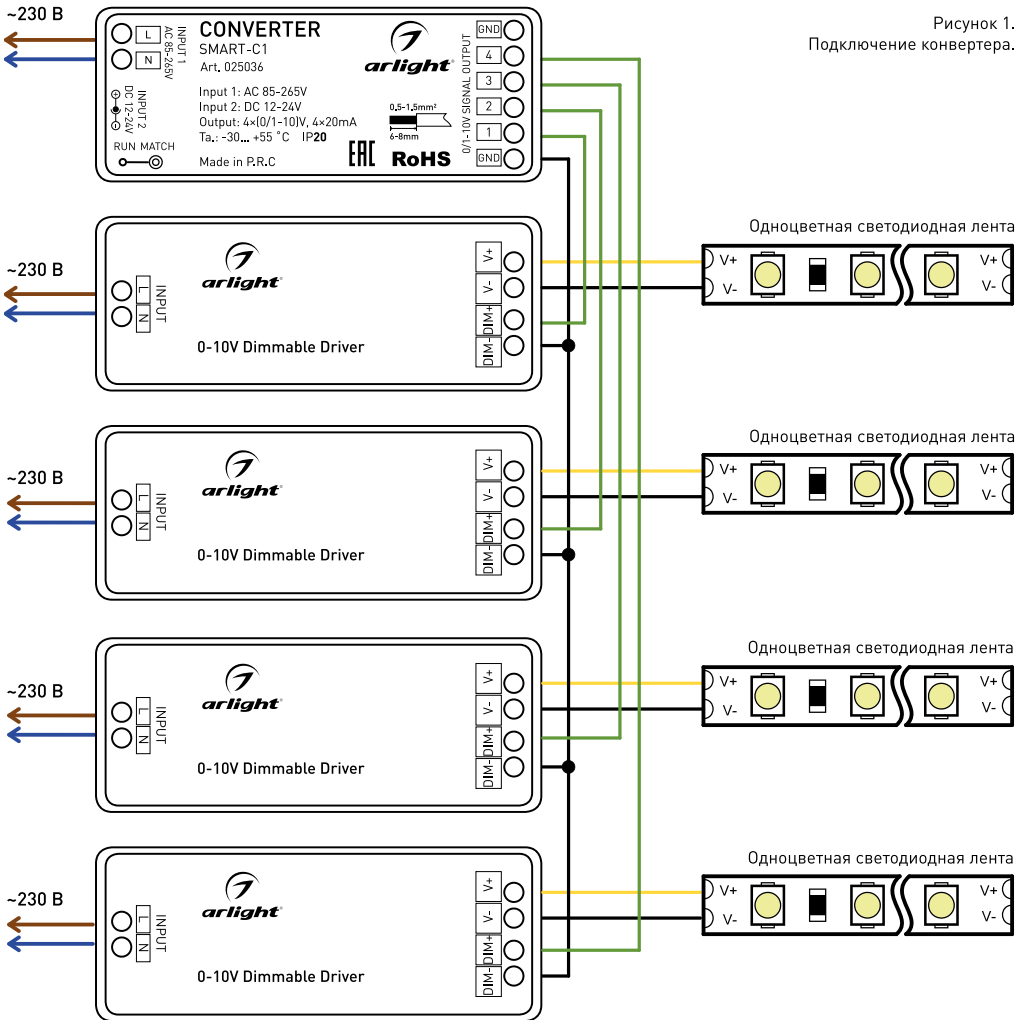 ~230 В
Рисунок 1.
Подключение конвертера.
L
N
INPUT 1
AC 85-265V
CONVERTER
SMART-C1
Art. 025036
arlight
Input 1: AC 85-265V
Input 2: DC 12-24V
Output: 4×(0/1-10)V, 4×20mA
Ta.: -30... +55 °C IP20
Made in P.R.C
INPUT 2
DC 12-24V
RUN MATCH
0,5-1,5mm²
6-8mm
EAC RoHS
0/1-10V SIGNAL OUTPUT
GND
4
3
2
1
GND
~230 В
L
N
INPUT
arlight
0-10V Dimmable Driver
V+
V-
DIM+
DIM-
Одноцветная светодиодная лента
V+
V-
V+
V-
~230 В
L
N
INPUT
arlight
0-10V Dimmable Driver
V+
V-
DIM+
DIM-
Одноцветная светодиодная лента
V+
V-
V+
V-
~230 В
L
N
INPUT
arlight
0-10V Dimmable Driver
V+
V-
DIM+
DIM-
Одноцветная светодиодная лента
V+
V-
V+
V-
~230 В
L
N
INPUT
arlight
0-10V Dimmable Driver
V+
V-
DIM+
DIM-
Одноцветная светодиодная лента
V+
V-
V+
V-